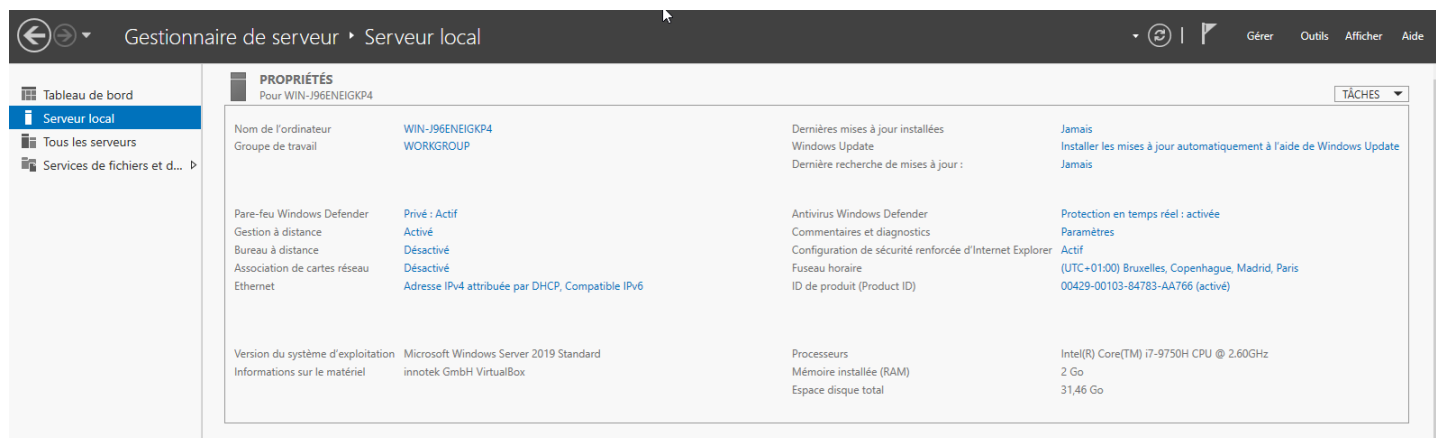 Gestionnaire de serveur ‣ Serveur local
Gérer Outils Afficher Aide
Tableau de bord
Serveur local
Tous les serveurs
Services de fichiers et d...
PROPRIÉTÉS
Pour WIN-J96ENEIGKP4
TÂCHES
Nom de l'ordinateur WIN-J96ENEIGKP4
Groupe de travail WORKGROUP
Dernières mises à jour installées Jamais
Windows Update Installer les mises à jour automatiquement à l'aide de Windows Update
Dernière recherche de mises à jour : Jamais
Pare-feu Windows Defender Privé : Actif
Gestion à distance Activé
Bureau à distance Désactivé
Association de cartes réseau Désactivé
Ethernet Adresse IPv4 attribuée par DHCP, Compatible IPv6
Antivirus Windows Defender Protection en temps réel : activée
Commentaires et diagnostics Paramètres
Configuration de sécurité renforcée d'Internet Explorer Actif
Fuseau horaire (UTC+01:00) Bruxelles, Copenhague, Madrid, Paris
ID de produit (Product ID) 00429-00103-84783-AA766 (activé)
Version du système d'exploitation Microsoft Windows Server 2019 Standard
Informations sur le matériel innotek GmbH VirtualBox
Processeurs Intel(R) Core(TM) i7-9750H CPU @ 2.60GHz
Mémoire installée (RAM) 2 Go
Espace disque total 31,46 Go